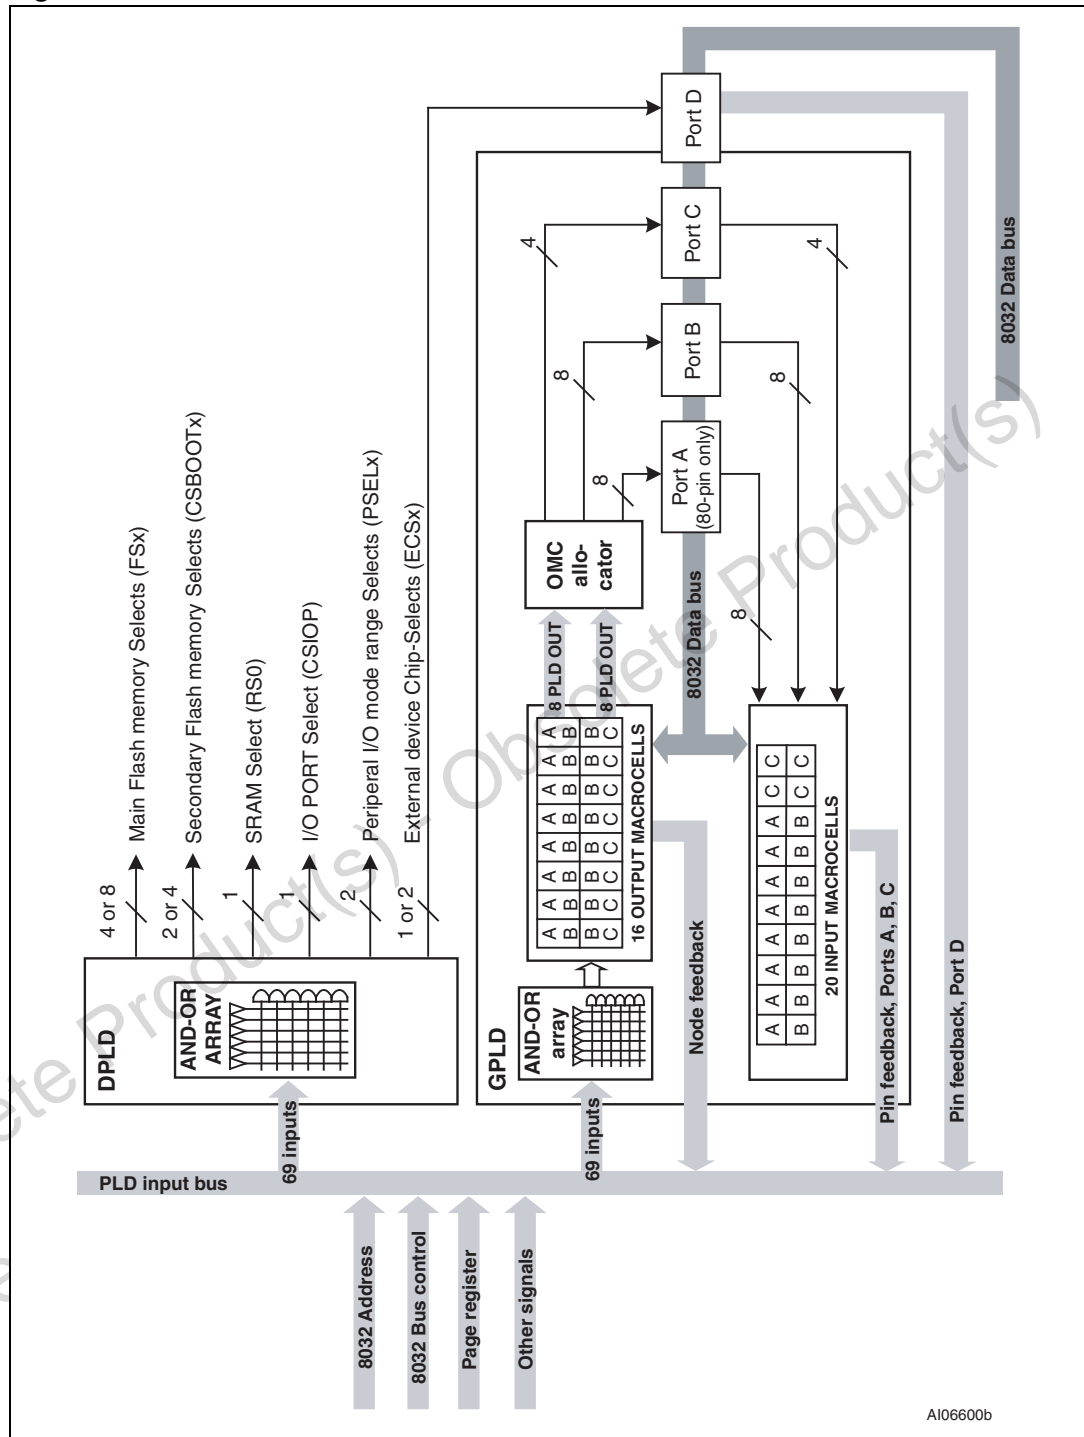 Port D
Port C
Port B
Port A
(80-pin only)
4
4
8
8
8
8
8032 Data bus
Main Flash memory Selects (FSx)
Secondary Flash memory Selects (CSBOOTx)
SRAM Select (RS0)
I/O PORT Select (CSIOP)
Periperal I/O mode range Selects (PSELx)
External device Chip-Selects (ECSx)
4 or 8
2 or 4
1
1
2
1 or 2
OMC
allo-
cator
8032 Data bus
8 PLD OUT
8 PLD OUT
A A A A A A A A
B B B B B B B B
B B B B B B B B
C C C C C C C C
16 OUTPUT MACROCELLS
DPLD
AND-OR
ARRAY
GPLD
AND-OR
array
Node feedback
A A A A A A A A C C
B B B B B B B B C C
20 INPUT MACROCELLS
Pin feedback, Ports A, B, C
Pin feedback, Port D
69 inputs
69 inputs
PLD input bus
8032 Address
8032 Bus control
Page register
Other signals
AI06600b
Obsolete Product(s) - Obsolete Product(s)